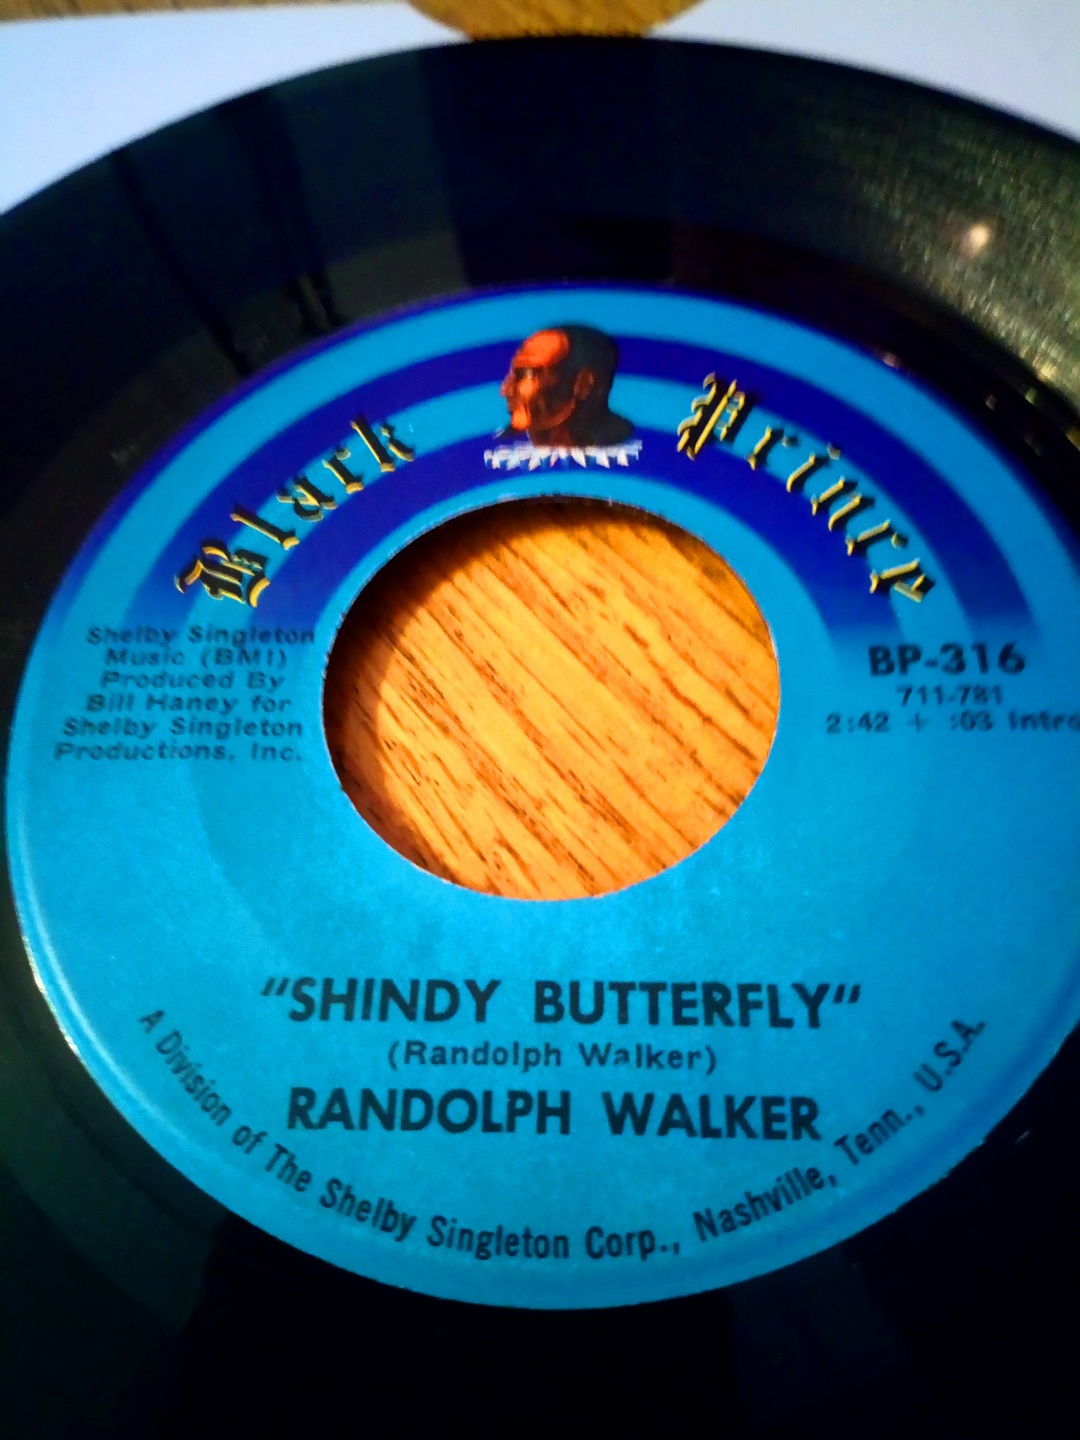 Black Prince
Shelby Singleton
Music (BMI)
Produced By
Bill Haney for
Shelby Singleton
Productions, Inc.
BP-316
711-781
2:42 + :03 Intro
"SHINDY BUTTERFLY"
(Randolph Walker)
RANDOLPH WALKER
A Division of The Shelby Singleton Corp., Nashville, Tenn., U.S.A.